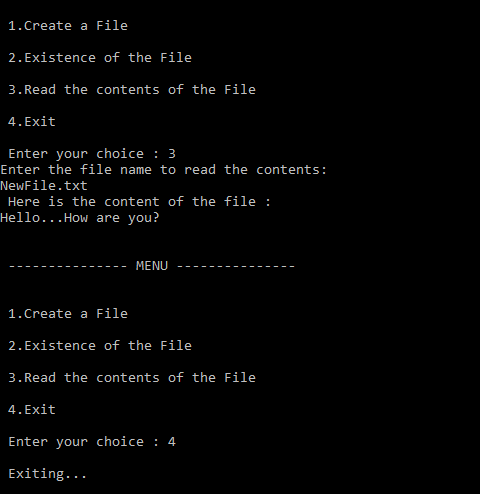 1.Create a File
2.Existence of the File
3.Read the contents of the File
4.Exit
Enter your choice : 3
Enter the file name to read the contents:
NewFile.txt
Here is the content of the file :
Hello...How are you?
--------------- MENU ---------------
1.Create a File
2.Existence of the File
3.Read the contents of the File
4.Exit
Enter your choice : 4
Exiting...